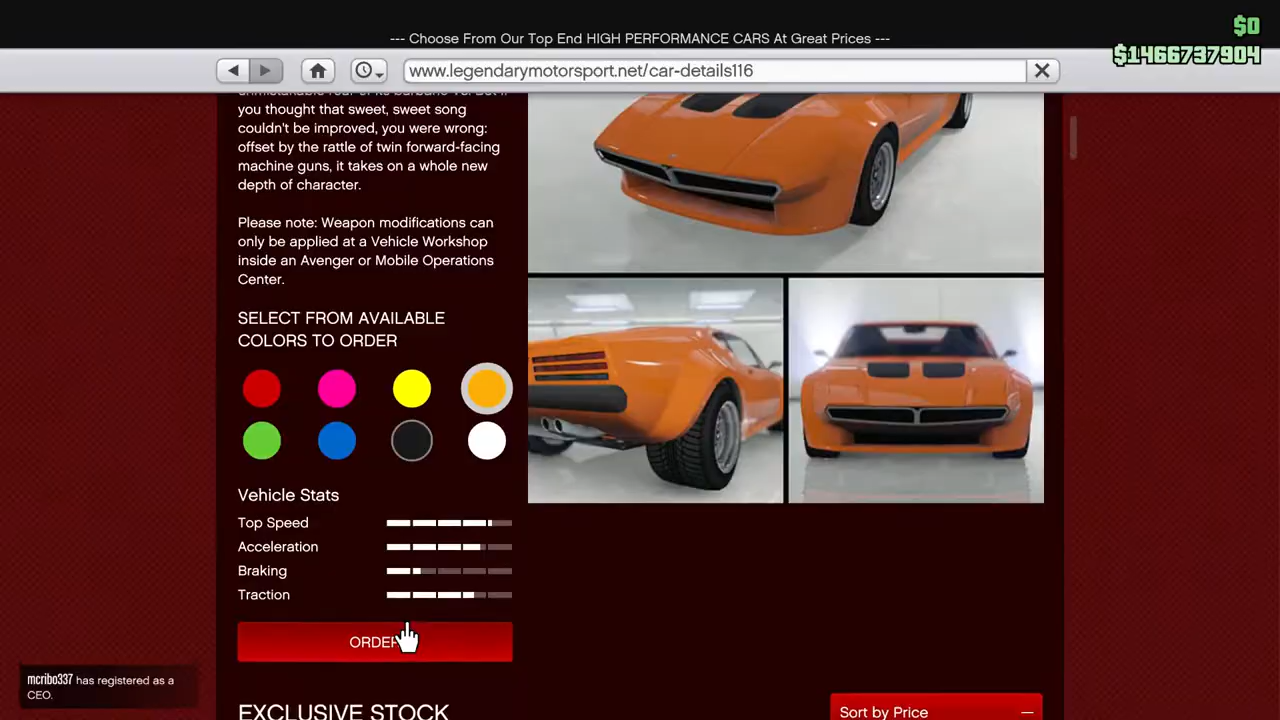 $0
--- Choose From Our Top End HIGH PERFORMANCE CARS At Great Prices ---
$1466737904
www.legendarymotorsport.net/car-details116
you thought that sweet, sweet song
couldn't be improved, you were wrong:
offset by the rattle of twin forward-facing
machine guns, it takes on a whole new
depth of character.
Please note: Weapon modifications can
only be applied at a Vehicle Workshop
inside an Avenger or Mobile Operations
Center.
SELECT FROM AVAILABLE
COLORS TO ORDER
Vehicle Stats
Top Speed
Acceleration
Braking
Traction
ORDER
mcribo337 has registered as a
CEO.
EXCLUSIVE STOCK
Sort by Price